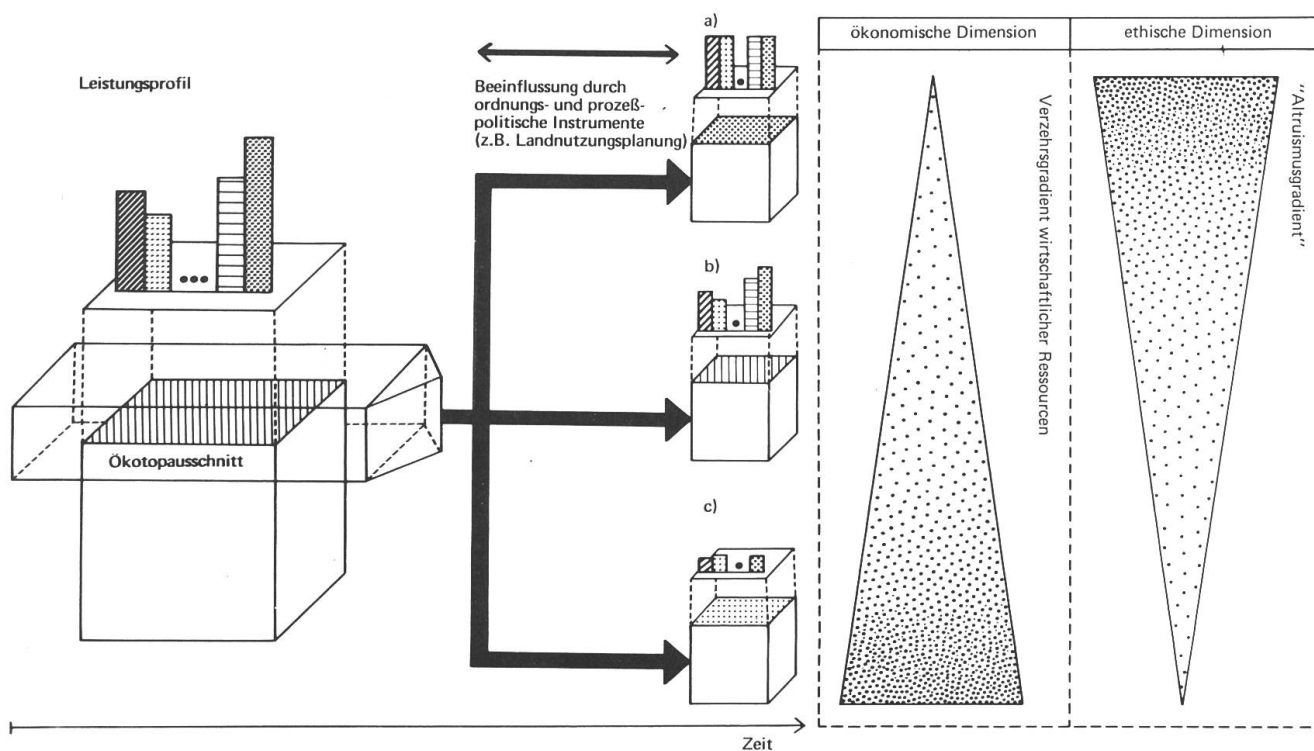 Leistungsprofil
Ökotopausschnitt
Beeinflussung durch
ordnungs- und prozeß-
politische Instrumente
(z.B. Landnutzungsplanung)
a)
b)
c)
Zeit
ökonomische Dimension
ethische Dimension
Verzehrsgradient wirtschaftlicher Ressourcen
"Altruismusgradient"